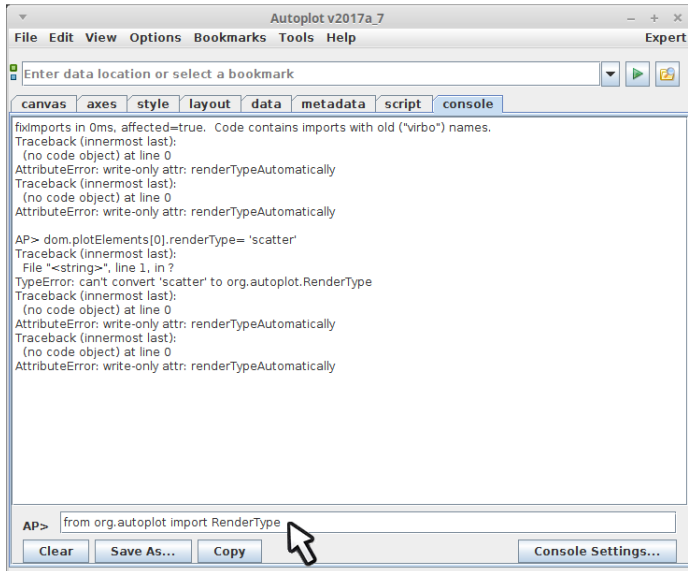 Autoplot v2017a_7
File Edit View Options Bookmarks Tools Help Expert
Enter data location or select a bookmark
canvas axes style layout data metadata script console
fixImports in 0ms, affected=true.  Code contains imports with old ("virbo") names.
Traceback (innermost last):
  (no code object) at line 0
AttributeError: write-only attr: renderTypeAutomatically
Traceback (innermost last):
  (no code object) at line 0
AttributeError: write-only attr: renderTypeAutomatically
AP> dom.plotElements[0].renderType= 'scatter'
Traceback (innermost last):
  File "<string>", line 1, in ?
TypeError: can't convert 'scatter' to org.autoplot.RenderType
Traceback (innermost last):
  (no code object) at line 0
AttributeError: write-only attr: renderTypeAutomatically
Traceback (innermost last):
  (no code object) at line 0
AttributeError: write-only attr: renderTypeAutomatically
AP> from org.autoplot import RenderType
Clear Save As... Copy Console Settings...